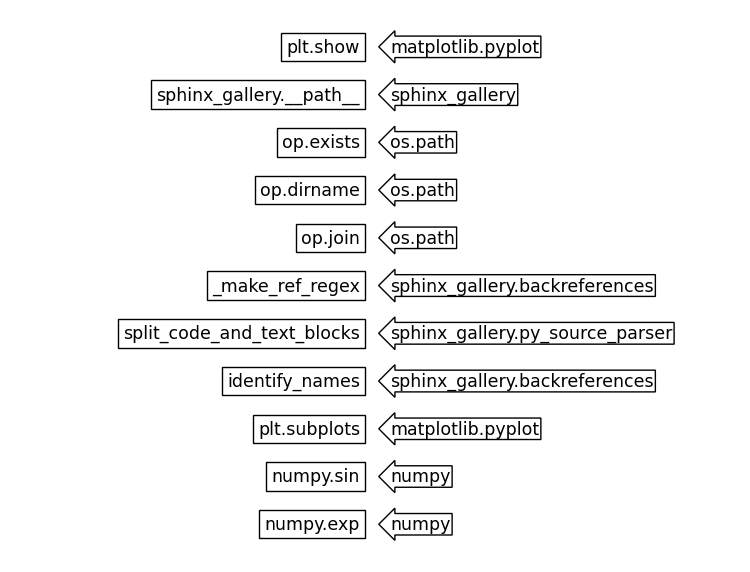 plt.show matplotlib.pyplot
sphinx_gallery.__path__ sphinx_gallery
op.exists os.path
op.dirname os.path
op.join os.path
_make_ref_regex sphinx_gallery.backreferences
split_code_and_text_blocks sphinx_gallery.py_source_parser
identify_names sphinx_gallery.backreferences
plt.subplots matplotlib.pyplot
numpy.sin numpy
numpy.exp numpy